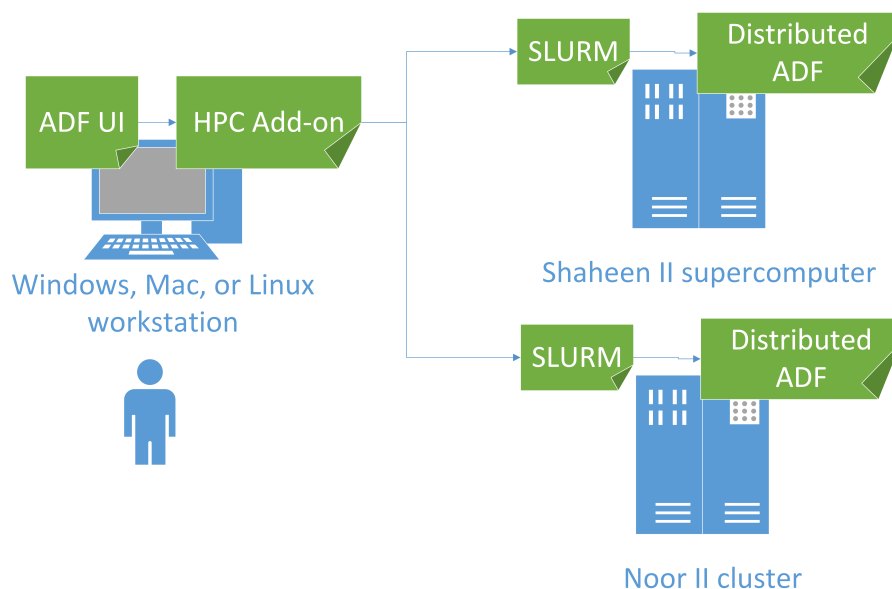 ADF UI
HPC Add-on
Windows, Mac, or Linux
workstation
SLURM
Distributed
ADF
Shaheen II supercomputer
SLURM
Distributed
ADF
Noor II cluster